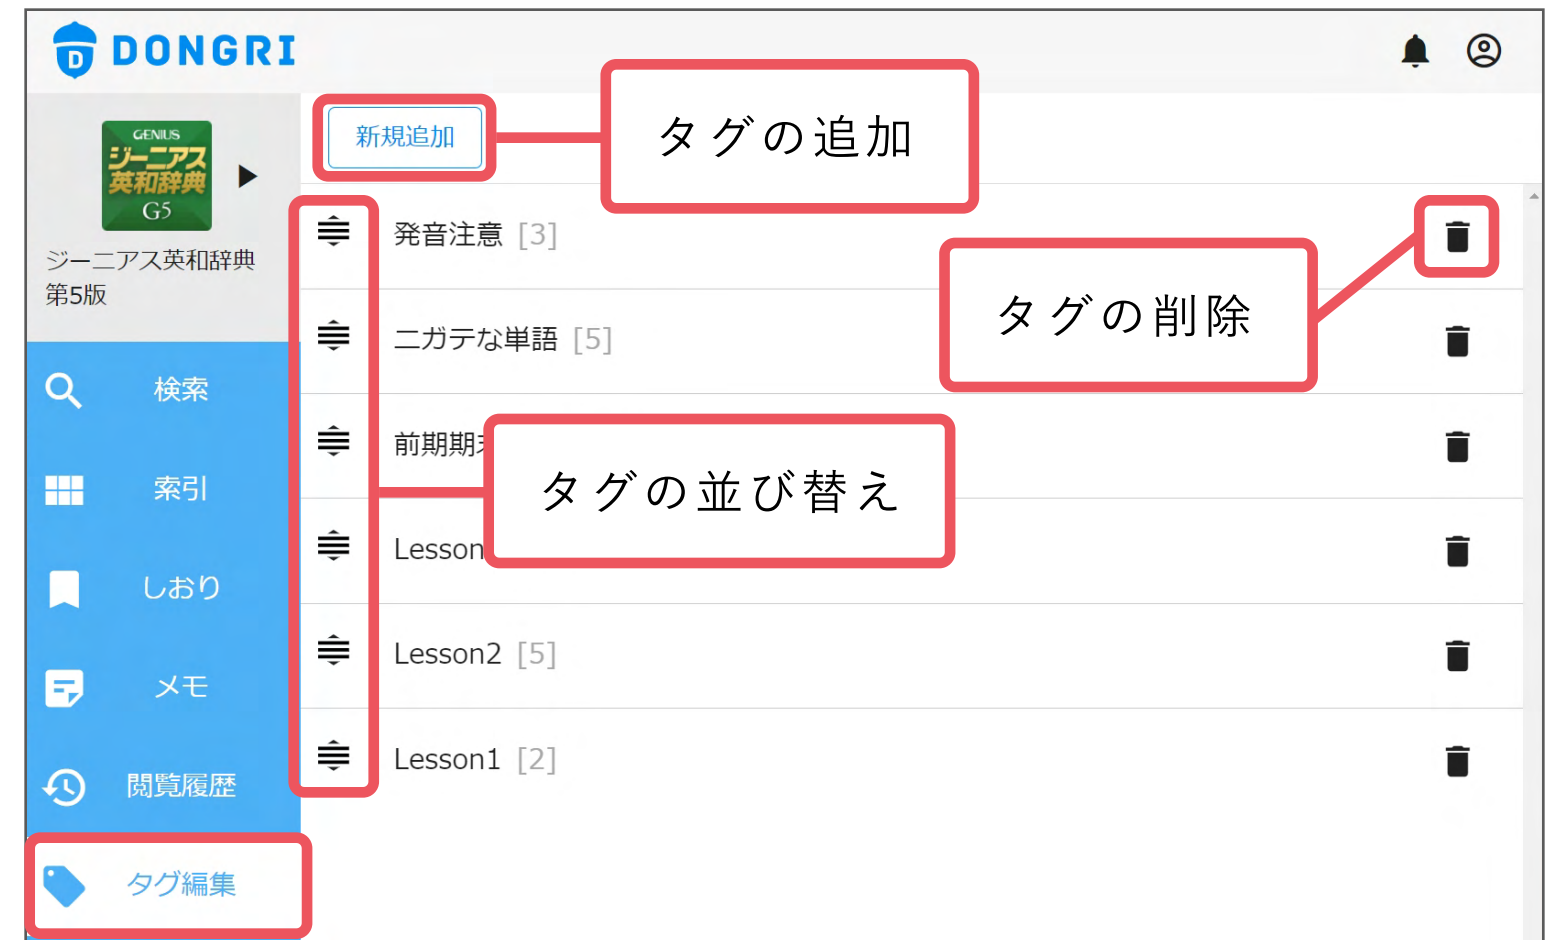 DONGRI
GENIUS
ジーニアス
英和辞典
G5
ジーニアス英和辞典
第5版
検索
索引
しおり
メモ
閲覧履歴
タグ編集
新規追加
タグの追加
発音注意 [3]
タグの削除
ニガテな単語 [5]
前期期
タグの並び替え
Lesson
Lesson2 [5]
Lesson1 [2]